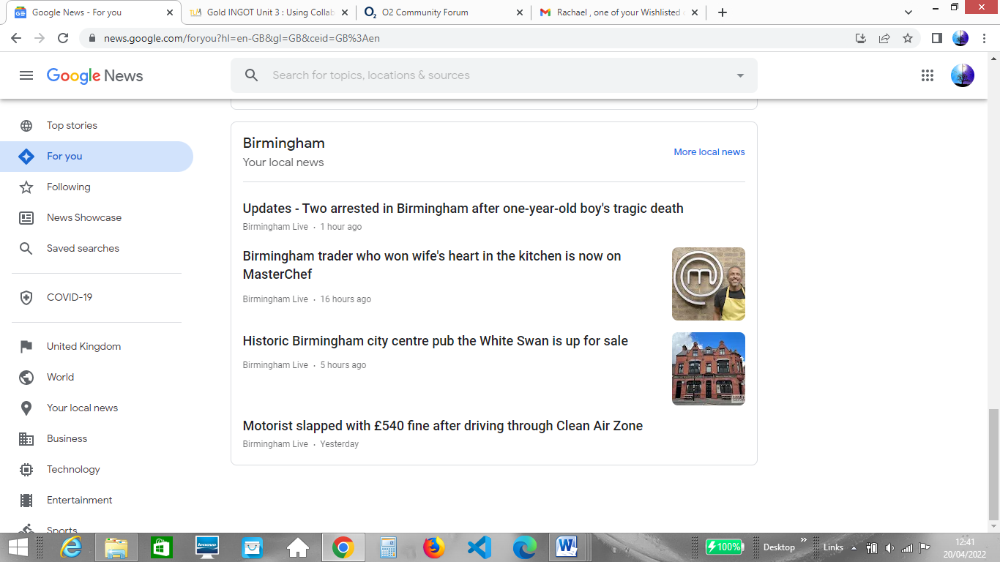 Google News - For you
Gold INGOT Unit 3 : Using Collab
O2 Community Forum
Rachael , one of your Wishlisted
news.google.com/foryou?hl=en-GB&gl=GB&ceid=GB%3Aen
Google News
Search for topics, locations & sources
Top stories
For you
Following
News Showcase
Saved searches
COVID-19
United Kingdom
World
Your local news
Business
Technology
Entertainment
Sports
Birmingham
More local news
Your local news
Updates - Two arrested in Birmingham after one-year-old boy's tragic death
Birmingham Live · 1 hour ago
Birmingham trader who won wife's heart in the kitchen is now on
MasterChef
Birmingham Live · 16 hours ago
Historic Birmingham city centre pub the White Swan is up for sale
Birmingham Live · 5 hours ago
Motorist slapped with £540 fine after driving through Clean Air Zone
Birmingham Live · Yesterday
lenovo
100%
Desktop
Links
12:41
20/04/2022